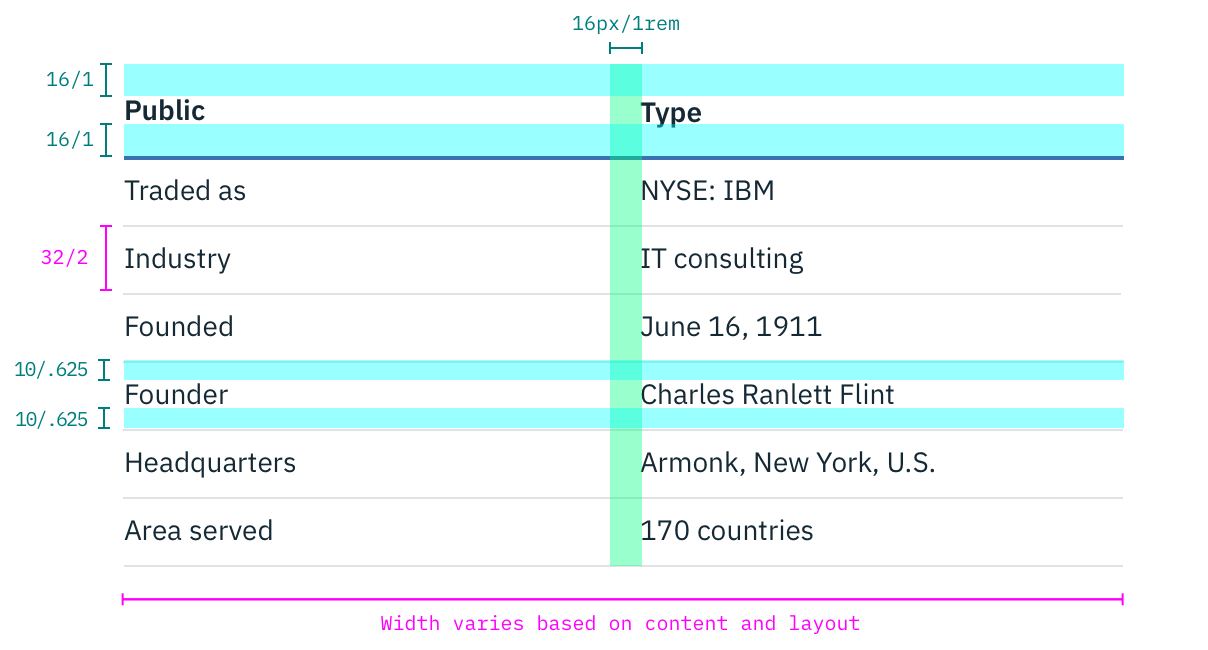 16px/1rem
16/1
Public Type
16/1
Traded as NYSE: IBM
32/2 Industry IT consulting
Founded June 16, 1911
10/.625
Founder Charles Ranlett Flint
10/.625
Headquarters Armonk, New York, U.S.
Area served 170 countries
Width varies based on content and layout